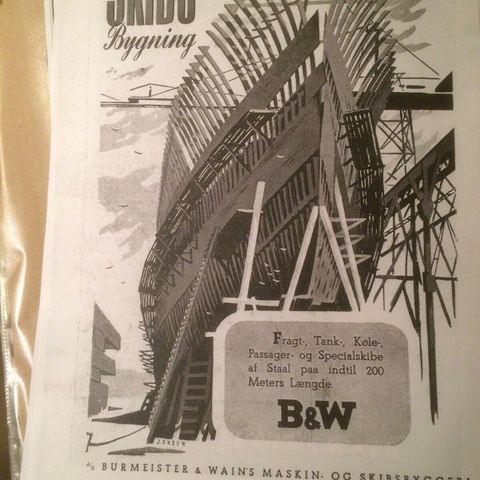 SKIBS
Bygning
Fragt-, Tank-, Køle-,
Passager- og Specialskibe
af Staal paa indtil 200
Meters Længde.
B&W
A/S BURMEISTER & WAIN'S MASKIN- OG SKIBSBYGGERI